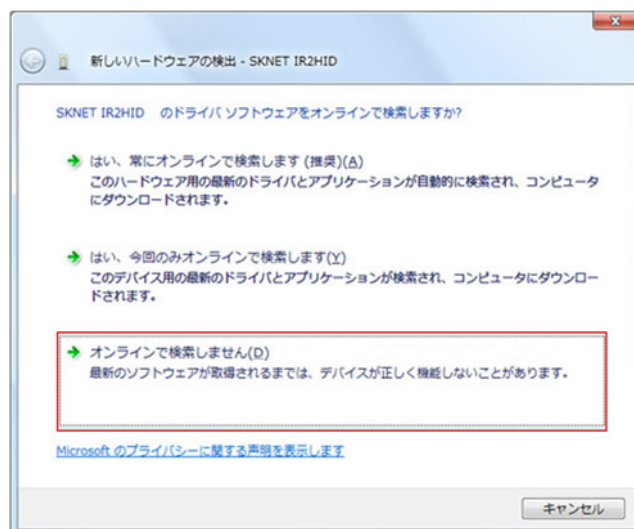 新しいハードウェアの検出 - SKNET IR2HID
SKNET IR2HID のドライバ ソフトウェアをオンラインで検索しますか?
はい、常にオンラインで検索します (推奨)(A)
このハードウェア用の最新のドライバとアプリケーションが自動的に検索され、コンピュータ
にダウンロードされます。
はい、今回のみオンラインで検索します(Y)
このデバイス用の最新のドライバとアプリケーションが検索され、コンピュータにダウンロー
ドされます。
オンラインで検索しません(D)
最新のソフトウェアが取得されるまでは、デバイスが正しく機能しないことがあります。
Microsoft のプライバシーに関する声明を表示します
キャンセル